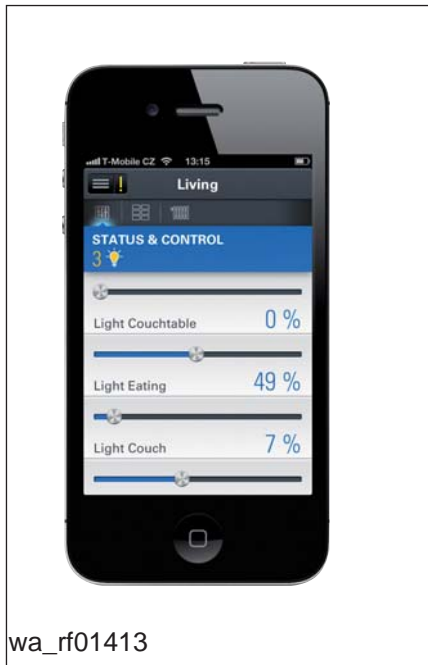 T-Mobile CZ 13:15
Living
STATUS & CONTROL
3
Light Couchtable 0 %
Light Eating 49 %
Light Couch 7 %
wa_rf01413